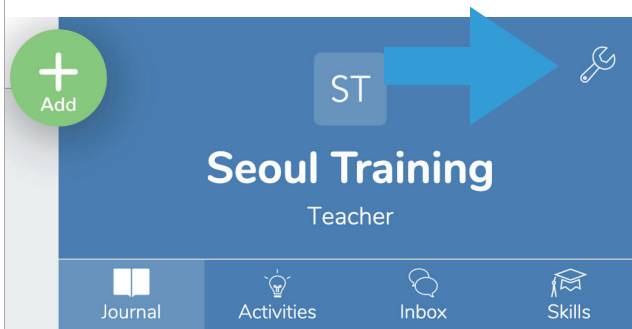 Add
ST
Seoul Training
Teacher
Journal
Activities
Inbox
Skills